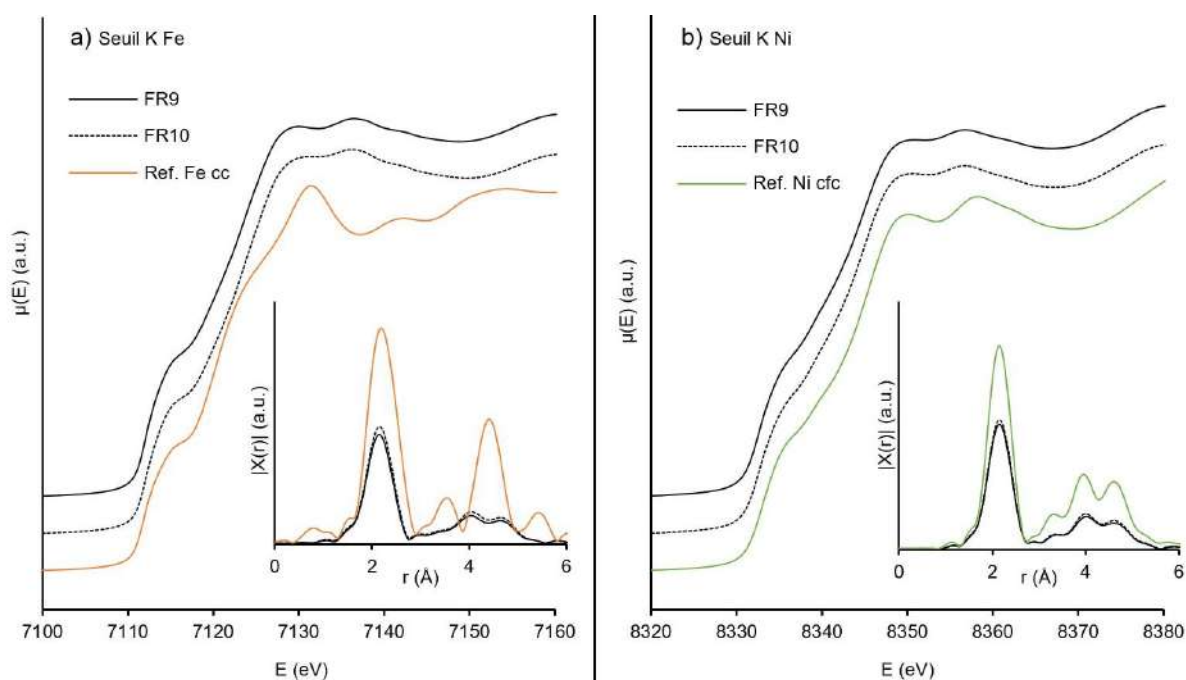 a) Seuil K Fe
FR9
FR10
Ref. Fe cc
μ(E) (a.u.)
|X(r)| (a.u.)
0 2 4 6
r (Å)
7100 7110 7120 7130 7140 7150 7160
E (eV)
b) Seuil K Ni
FR9
FR10
Ref. Ni cfc
μ(E) (a.u.)
|X(r)| (a.u.)
0 2 4 6
r (Å)
8320 8330 8340 8350 8360 8370 8380
E (eV)